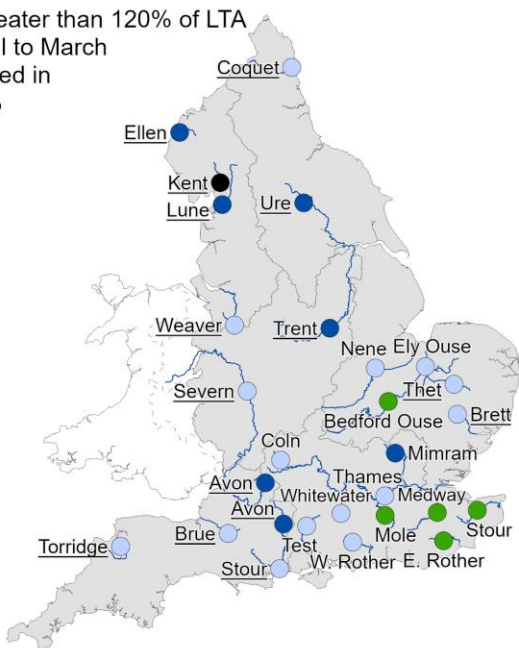 greater than 120% of LTA
to March
ed in
Coquet
Ellen
Kent
Lune
Ure
Weaver
Trent
Nene Ely Ouse
Severn
Thet
Bedford Ouse
Brett
Coln
Mimram
Avon
Thames
Whitewater Medway
Avon
Brue
Test
Mole
Stour
Torridge
W. Rother E. Rother
Stour